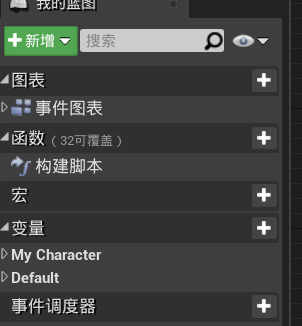 我的蓝图
新增 搜索
图表
事件图表
函数 （32可覆盖）
构建脚本
宏
变量
My Character
Default
事件调度器